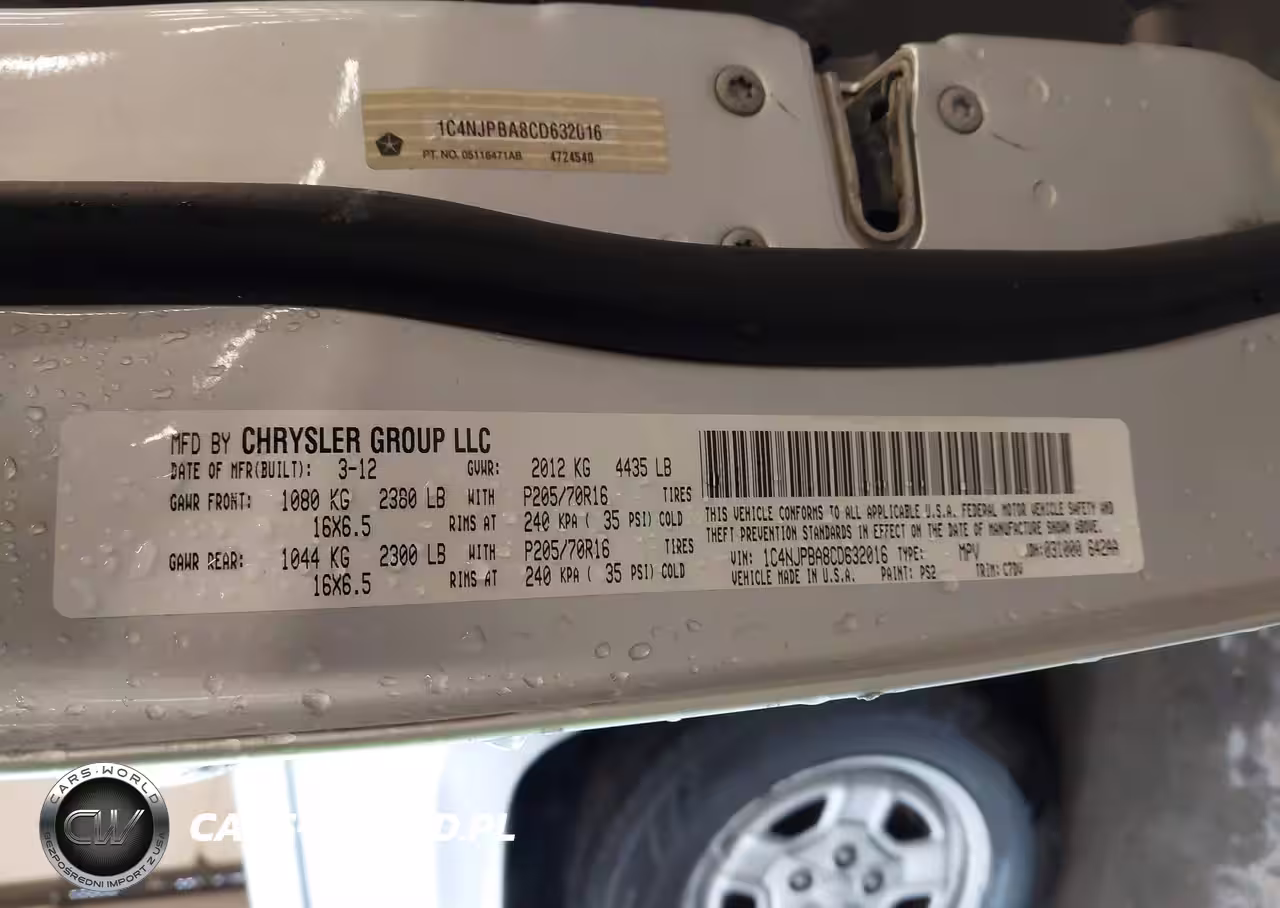 1C4NJPBA8CD632016
PT. NO. 05116471AB 4724540
MFD BY CHRYSLER GROUP LLC
DATE OF MFR(BUILT): 3-12 GVWR: 2012 KG 4435 LB
GAWR FRONT: 1080 KG 2380 LB WITH P205/70R16 TIRES
16X6.5 RIMS AT 240 KPA ( 35 PSI) COLD
GAWR REAR: 1044 KG 2300 LB WITH P205/70R16 TIRES
16X6.5 RIMS AT 240 KPA ( 35 PSI) COLD
THIS VEHICLE CONFORMS TO ALL APPLICABLE U.S.A. FEDERAL MOTOR VEHICLE SAFETY AND
THEFT PREVENTION STANDARDS IN EFFECT ON THE DATE OF MANUFACTURE SHOWN ABOVE.
VIN: 1C4NJPBA8CD632016 TYPE: MPV
VEHICLE MADE IN U.S.A. PAINT: PS2 TRIM: C7DV
CARS-WORLD
CW
BEZPOŚREDNI IMPORT Z USA